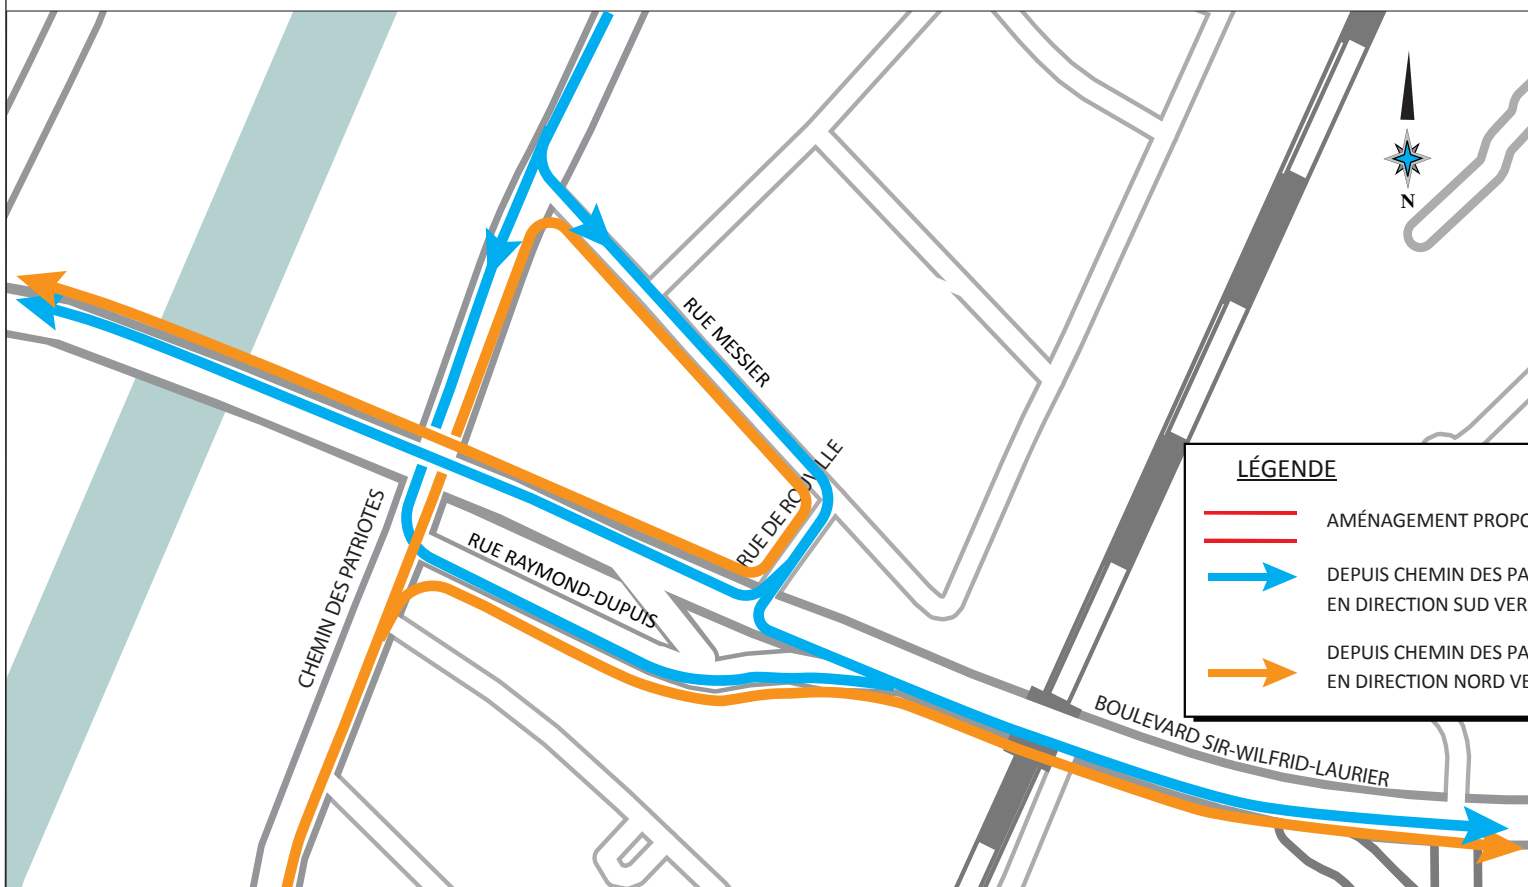 N
RUE MESSIER
RUE DE ROUVILLE
CHEMIN DES PATRIOTES
RUE RAYMOND-DUPUIS
BOULEVARD SIR-WILFRID-LAURIER
LÉGENDE
AMÉNAGEMENT PROPO
DEPUIS CHEMIN DES PA
EN DIRECTION SUD VER
DEPUIS CHEMIN DES PA
EN DIRECTION NORD VE